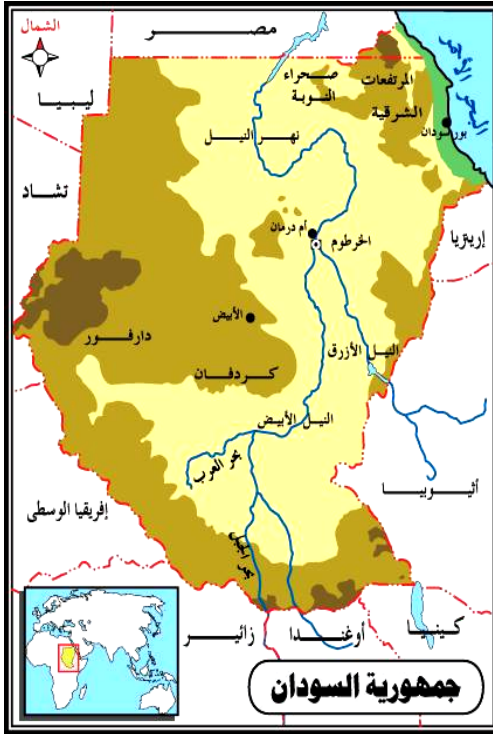 الشمال
مصر
ليبيا
صحراء
النوبة
المرتفعات
الشرقية
البحر الأحمر
بورسودان
نهر النيل
تشاد
أم درمان
الخرطوم
إريتريا
الأبيض
دارفور
كردفان
النيل الأزرق
النيل الأبيض
بحر العرب
أثيوبيا
إفريقيا الوسطى
بحر الجبل
زائير
أوغندا
كينيا
جمهورية السودان